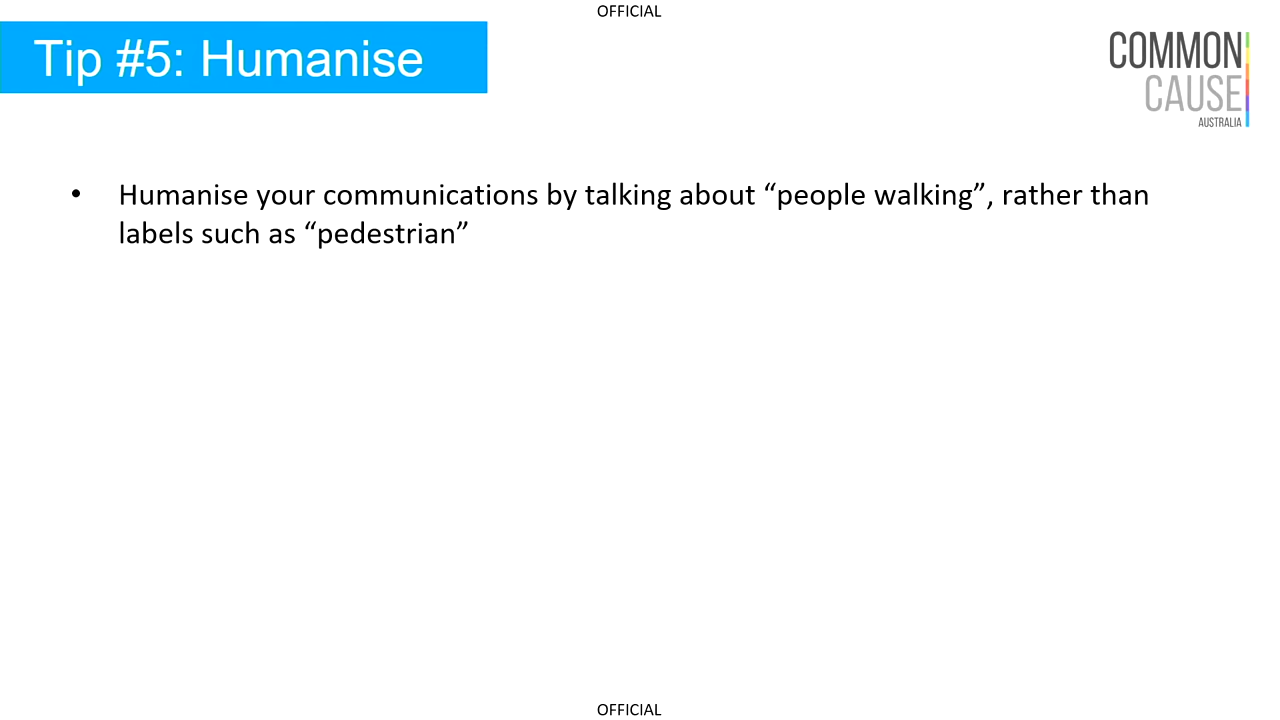 OFFICIAL
Tip #5: Humanise
COMMON
CAUSE
AUSTRALIA
• Humanise your communications by talking about “people walking”, rather than
labels such as “pedestrian”
OFFICIAL